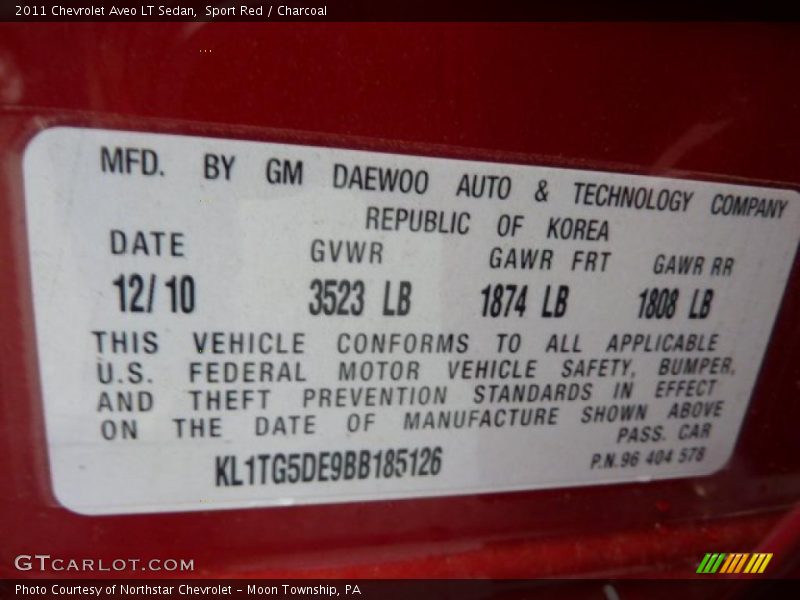 2011 Chevrolet Aveo LT Sedan, Sport Red / Charcoal
MFD. BY GM DAEWOO AUTO & TECHNOLOGY COMPANY
REPUBLIC OF KOREA
DATE GVWR GAWR FRT GAWR RR
12/10 3523 LB 1874 LB 1808 LB
THIS VEHICLE CONFORMS TO ALL APPLICABLE
U.S. FEDERAL MOTOR VEHICLE SAFETY, BUMPER,
AND THEFT PREVENTION STANDARDS IN EFFECT
ON THE DATE OF MANUFACTURE SHOWN ABOVE
PASS. CAR
KL1TG5DE9BB185126 P.N.96 404 578
GTCARLOT.COM
Photo Courtesy of Northstar Chevrolet - Moon Township, PA